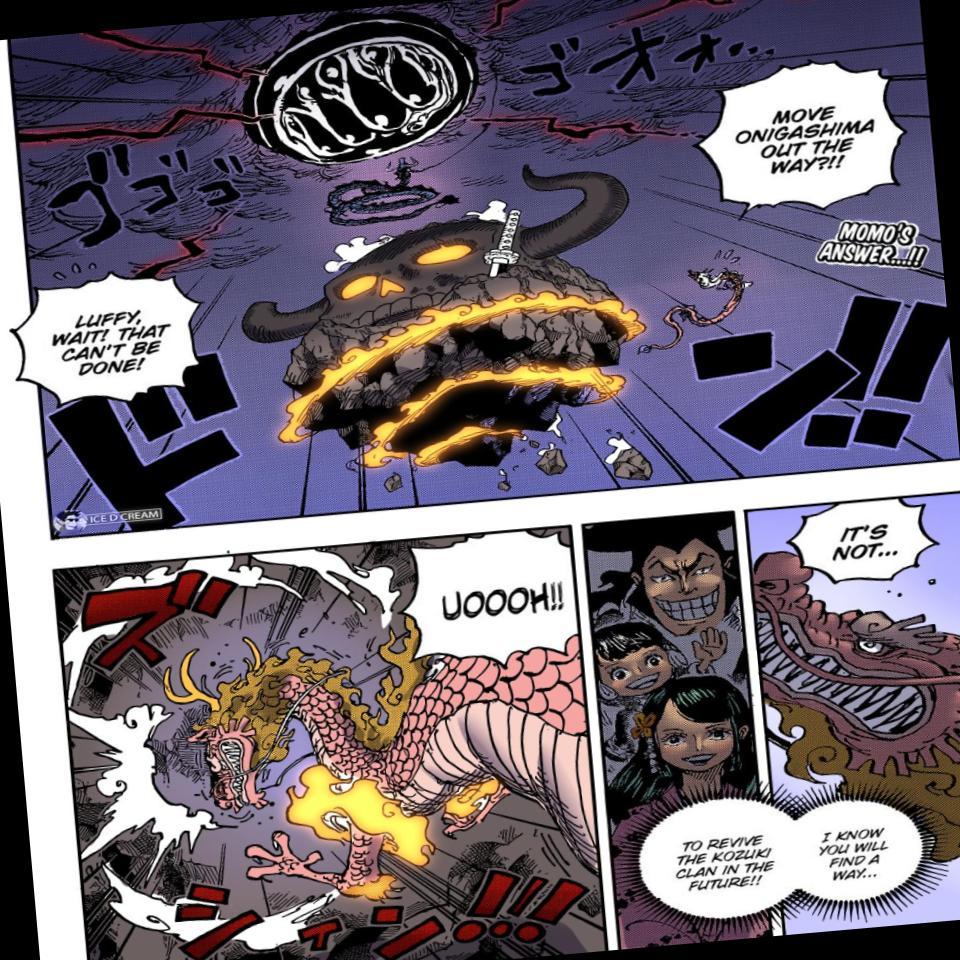 ゴオオ...
MOVE
ONIGASHIMA
OUT THE
WAY?!!
ゴゴゴ
MOMO'S
ANSWER...!!
LUFFY,
WAIT! THAT
CAN'T BE
DONE!
ドン!!
ICE D CREAM
IT'S
NOT...
UOOOH!!
ズ
I KNOW
YOU WILL
FIND A
WAY...
TO REVIVE
THE KOZUKI
CLAN IN THE
FUTURE!!
シィン!!!